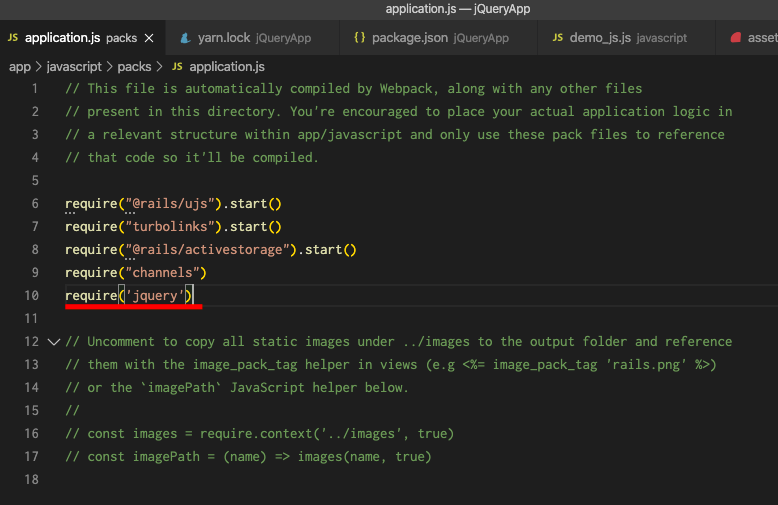 application.js — jQueryApp
JS application.js packs ×
yarn.lock jQueryApp
{} package.json jQueryApp
JS demo_js.js javascript
asset
app > javascript > packs > JS application.js
1 // This file is automatically compiled by Webpack, along with any other files
2 // present in this directory. You're encouraged to place your actual application logic in
3 // a relevant structure within app/javascript and only use these pack files to reference
4 // that code so it'll be compiled.
5
6 require("@rails/ujs").start()
7 require("turbolinks").start()
8 require("@rails/activestorage").start()
9 require("channels")
10 require('jquery')
11
12 // Uncomment to copy all static images under ../images to the output folder and reference
13 // them with the image_pack_tag helper in views (e.g <%= image_pack_tag 'rails.png' %>)
14 // or the `imagePath` JavaScript helper below.
15 //
16 // const images = require.context('../images', true)
17 // const imagePath = (name) => images(name, true)
18